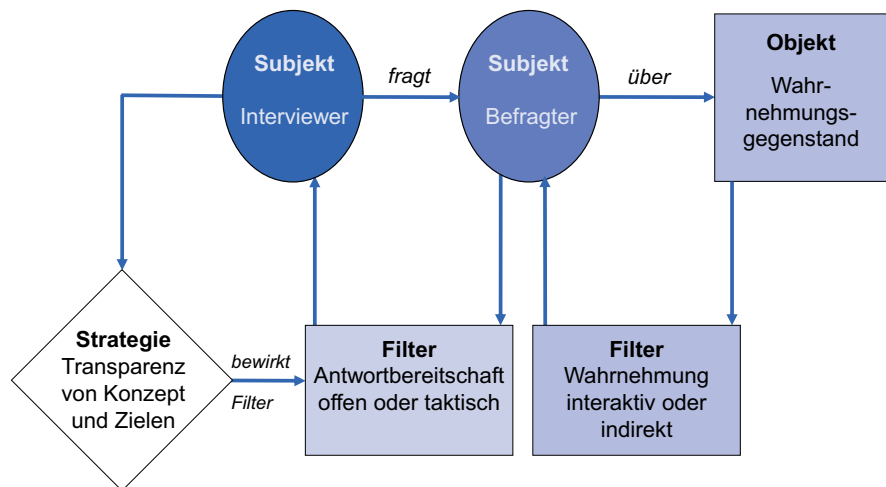 Subjekt
Interviewer
fragt
Subjekt
Befragter
über
Objekt
Wahr-
nehmungs-
gegenstand
Strategie
Transparenz
von Konzept
und Zielen
bewirkt
Filter
Filter
Antwortbereitschaft
offen oder taktisch
Filter
Wahrnehmung
interaktiv oder
indirekt